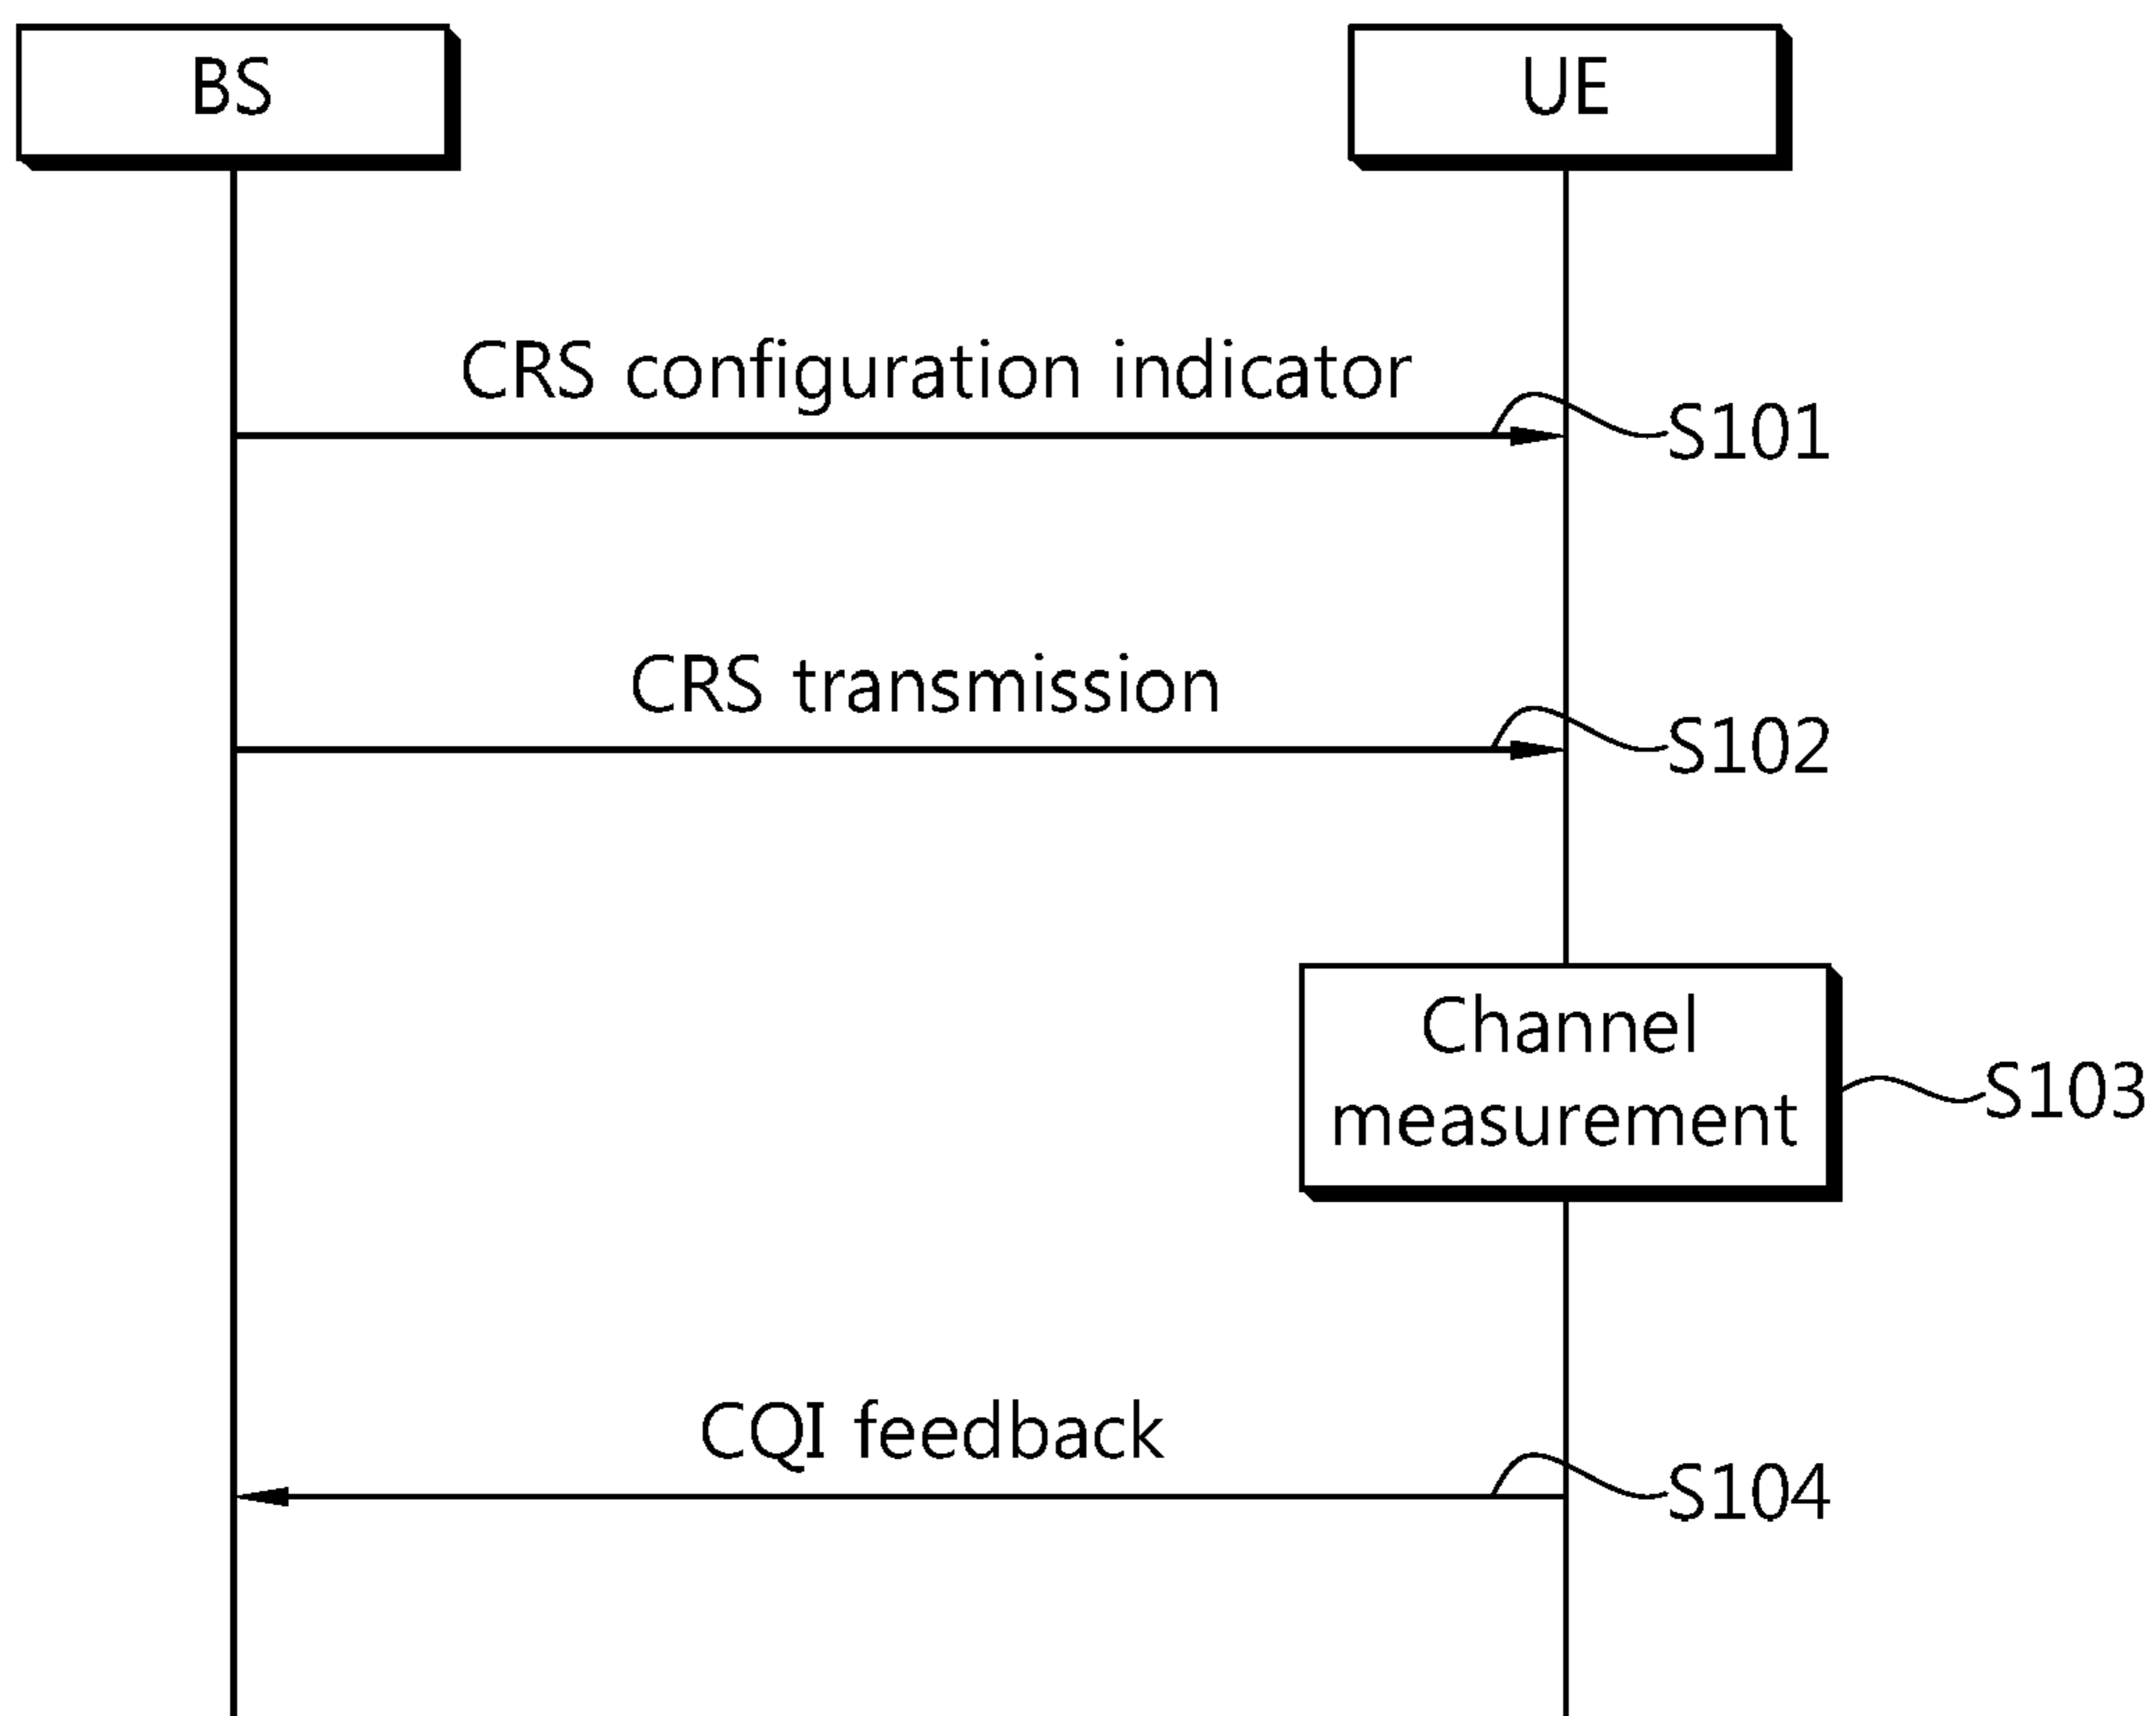 BS
UE
CRS configuration indicator
S101
CRS transmission
S102
Channel
measurement
S103
CQI feedback
S104